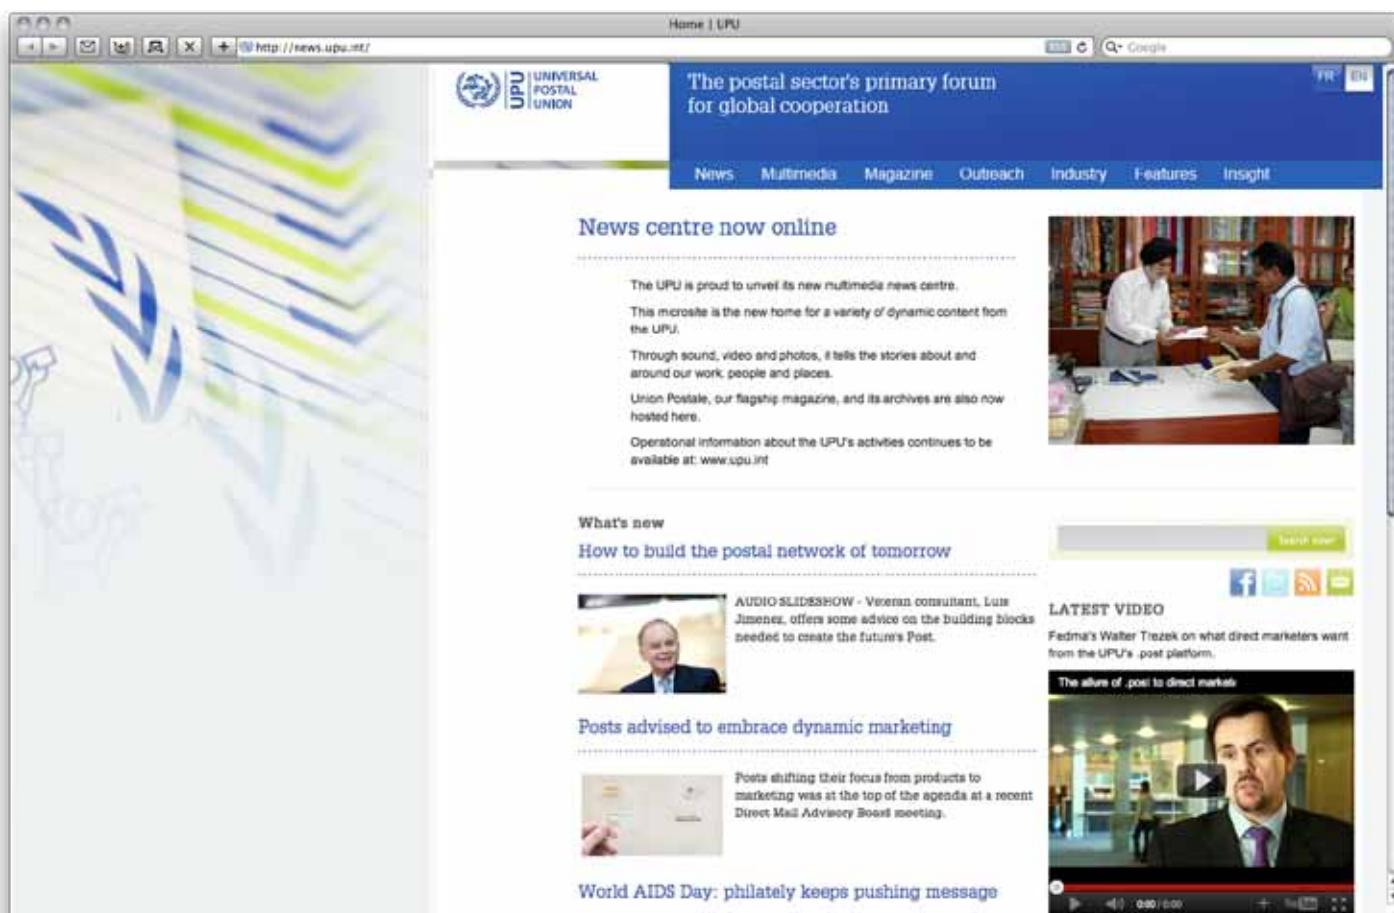 Home | UPU
http://news.upu.int/
Google
UPU
UNIVERSAL
POSTAL
UNION
The postal sector's primary forum
for global cooperation
FR EN
News Multimedia Magazine Outreach Industry Features Insight
News centre now online
The UPU is proud to unveil its new multimedia news centre.
This microsite is the new home for a variety of dynamic content from
the UPU.
Through sound, video and photos, it tells the stories about and
around our work, people and places.
Union Postale, our flagship magazine, and its archives are also now
hosted here.
Operational information about the UPU's activities continues to be
available at: www.upu.int
What's new
How to build the postal network of tomorrow
AUDIO SLIDESHOW - Veteran consultant, Luis
Jimenez, offers some advice on the building blocks
needed to create the future's Post.
Posts advised to embrace dynamic marketing
Posts shifting their focus from products to
marketing was at the top of the agenda at a recent
Direct Mail Advisory Board meeting.
World AIDS Day: philately keeps pushing message
Search now!
LATEST VIDEO
Fedma's Walter Trezek on what direct marketers want
from the UPU's .post platform.
The allure of .post to direct markete
0:00 / 0:00